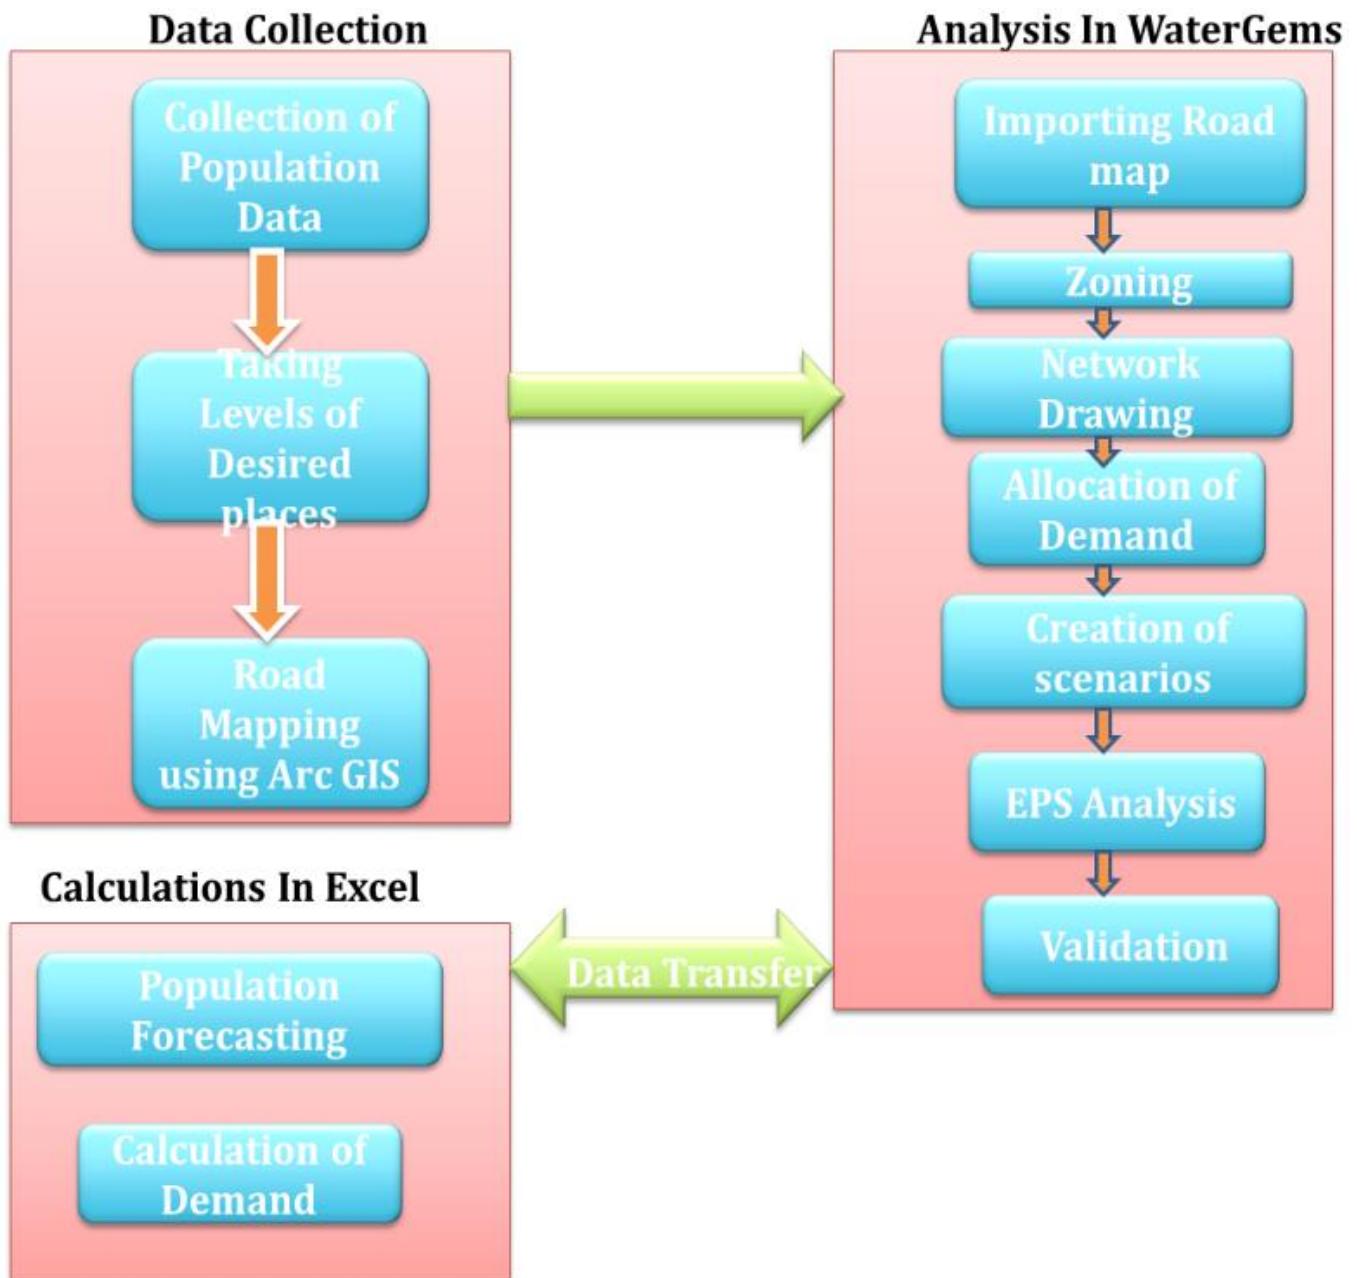 Data Collection
Collection of
Population
Data
Taking
Levels of
Desired
places
Road
Mapping
using Arc GIS
Calculations In Excel
Population
Forecasting
Calculation of
Demand
Data Transfer
Analysis In WaterGems
Importing Road
map
Zoning
Network
Drawing
Allocation of
Demand
Creation of
scenarios
EPS Analysis
Validation